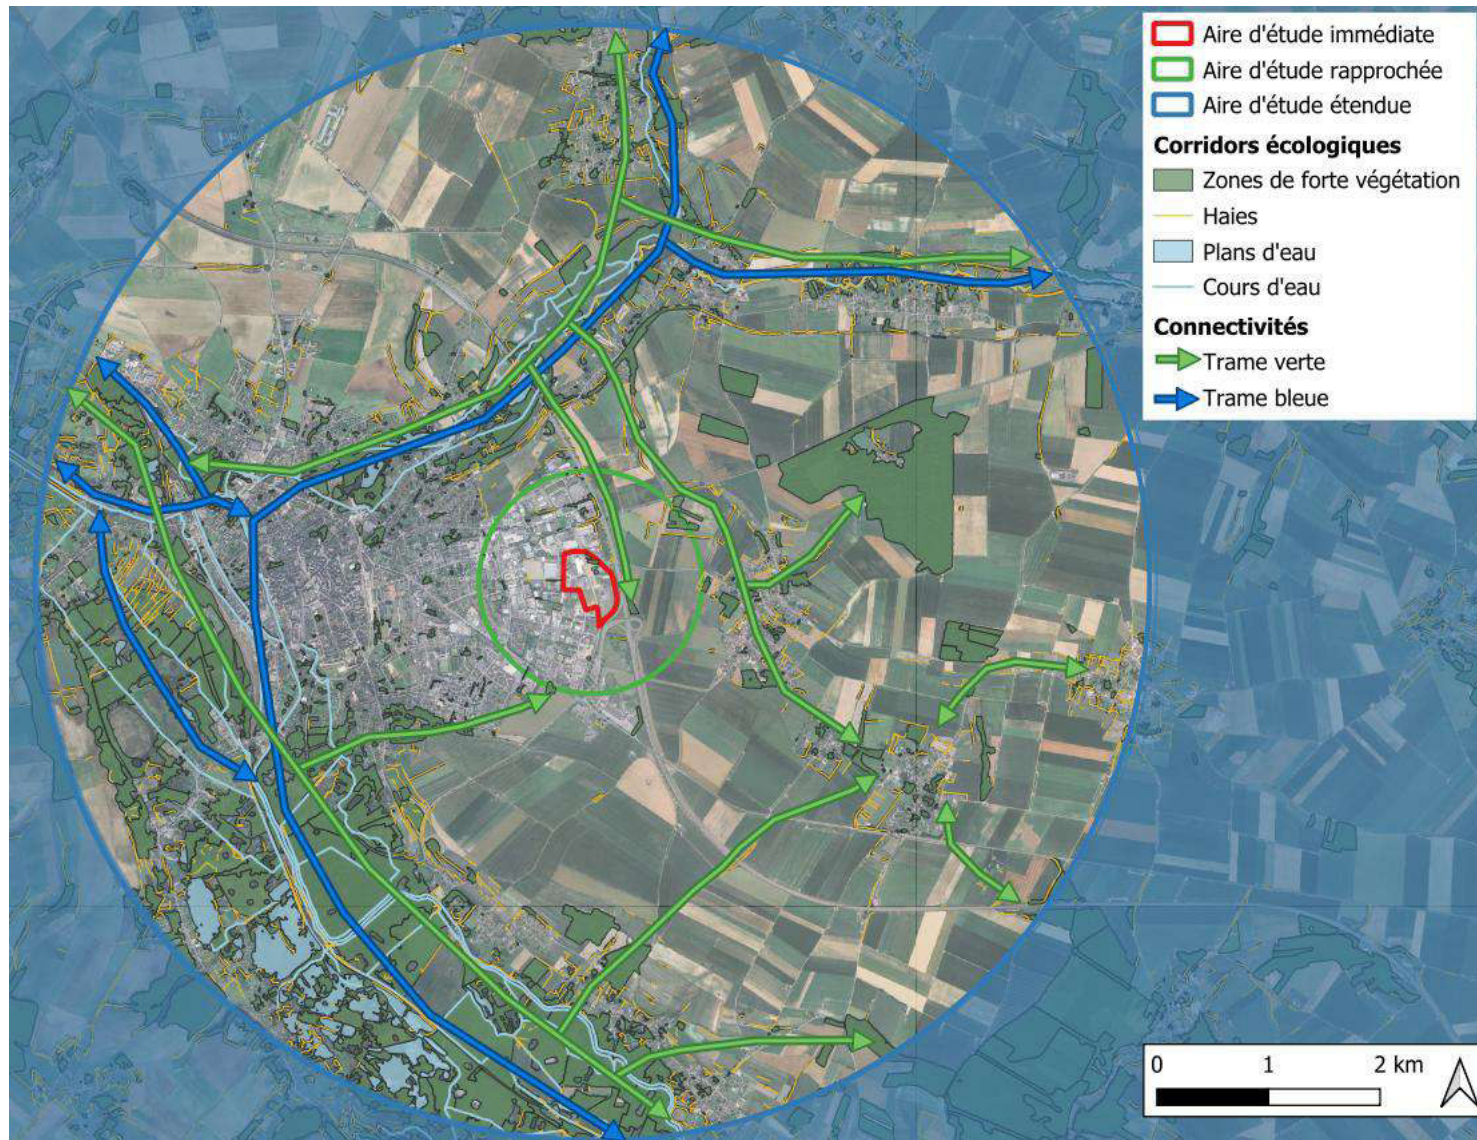 Aire d'étude immédiate
Aire d'étude rapprochée
Aire d'étude étendue
Corridors écologiques
Zones de forte végétation
Haies
Plans d'eau
Cours d'eau
Connectivités
Trame verte
Trame bleue
0 1 2 km